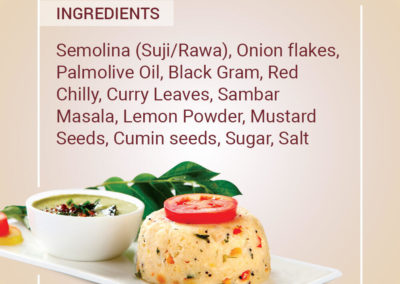 INGREDIENTS
Semolina (Suji/Rawa), Onion flakes,
Palmolive Oil, Black Gram, Red
Chilly, Curry Leaves, Sambar
Masala, Lemon Powder, Mustard
Seeds, Cumin seeds, Sugar, Salt